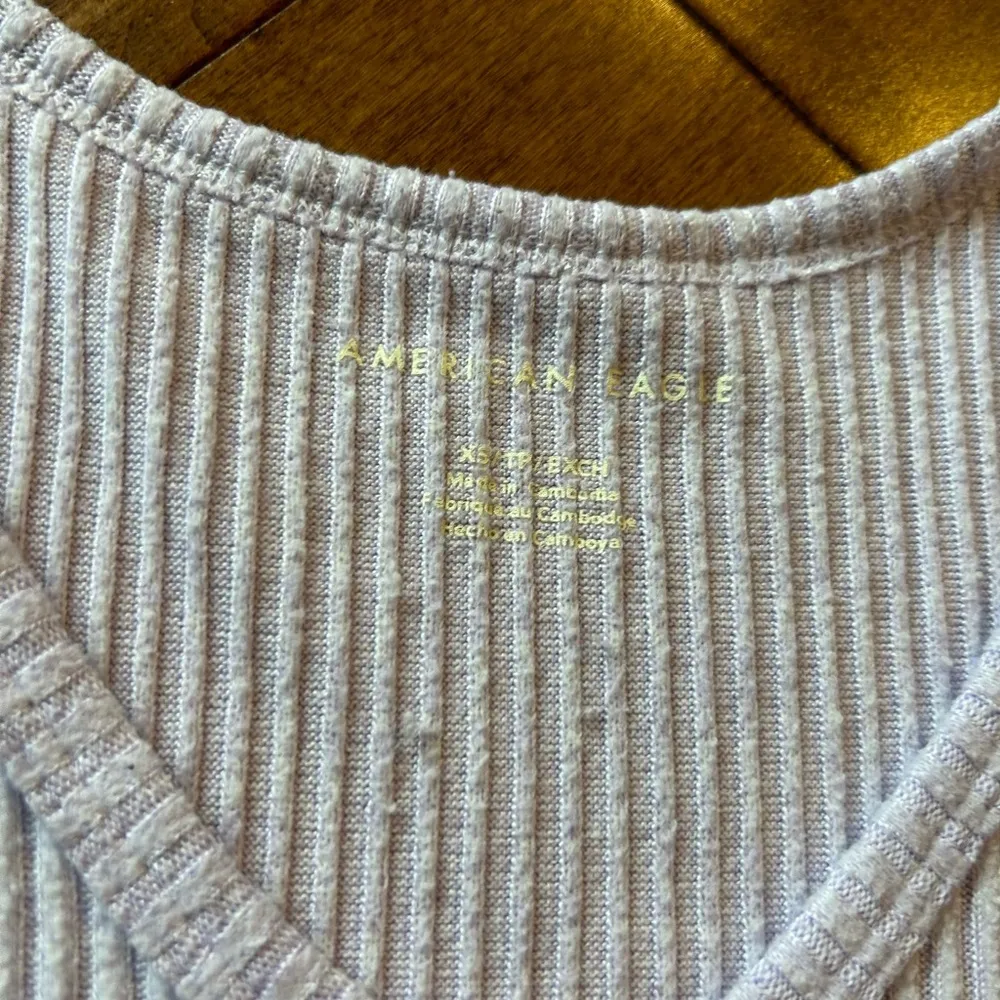 AMERICAN EAGLE
XS/TP/EXCH
Made in Cambodia
Fabriqué au Cambodge
Hecho en Camboya